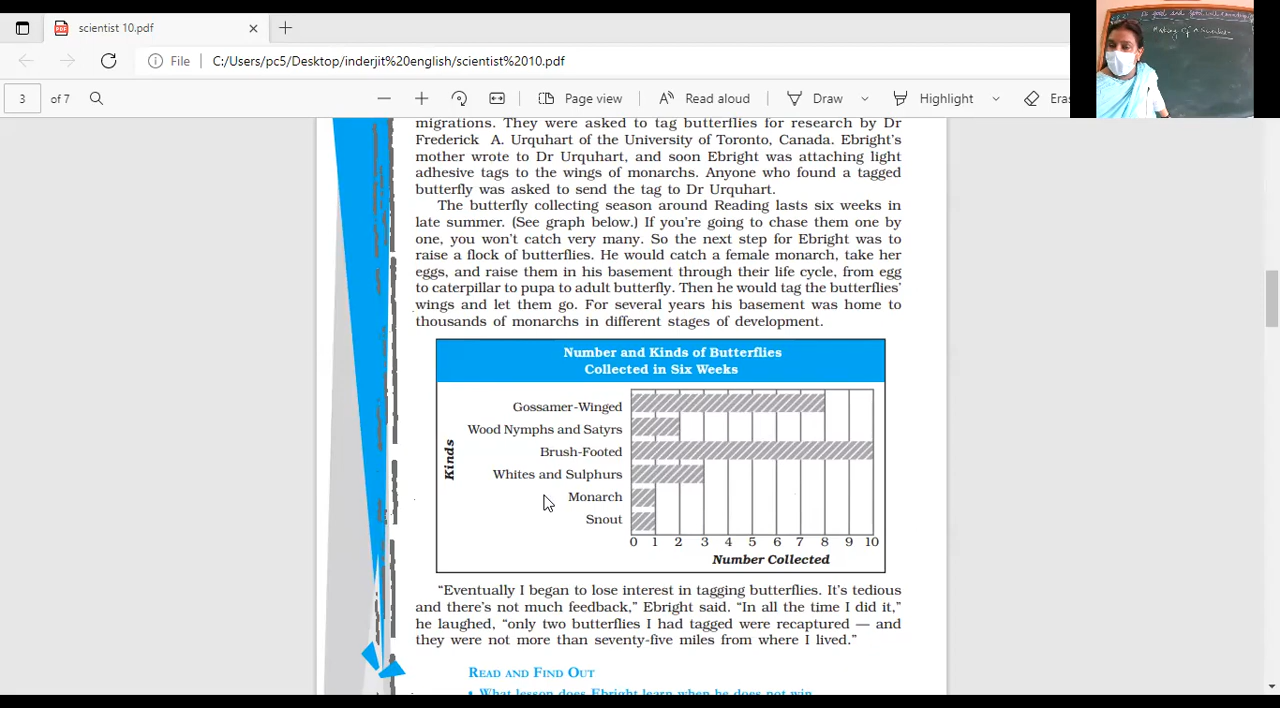 scientist 10.pdf
File C:/Users/pc5/Desktop/inderjit%20english/scientist%2010.pdf
3 of 7 Page view Read aloud Draw Highlight Eras
migrations. They were asked to tag butterflies for research by Dr
Frederick A. Urquhart of the University of Toronto, Canada. Ebright's
mother wrote to Dr Urquhart, and soon Ebright was attaching light
adhesive tags to the wings of monarchs. Anyone who found a tagged
butterfly was asked to send the tag to Dr Urquhart.
The butterfly collecting season around Reading lasts six weeks in
late summer. (See graph below.) If you're going to chase them one by
one, you won't catch very many. So the next step for Ebright was to
raise a flock of butterflies. He would catch a female monarch, take her
eggs, and raise them in his basement through their life cycle, from egg
to caterpillar to pupa to adult butterfly. Then he would tag the butterflies'
wings and let them go. For several years his basement was home to
thousands of monarchs in different stages of development.
Number and Kinds of Butterflies
Collected in Six Weeks
Kinds
Gossamer-Winged
Wood Nymphs and Satyrs
Brush-Footed
Whites and Sulphurs
Monarch
Snout
0 1 2 3 4 5 6 7 8 9 10
Number Collected
"Eventually I began to lose interest in tagging butterflies. It's tedious
and there's not much feedback," Ebright said. "In all the time I did it,"
he laughed, "only two butterflies I had tagged were recaptured — and
they were not more than seventy-five miles from where I lived."
READ AND FIND OUT
• What lesson does Ebright learn when he does not win